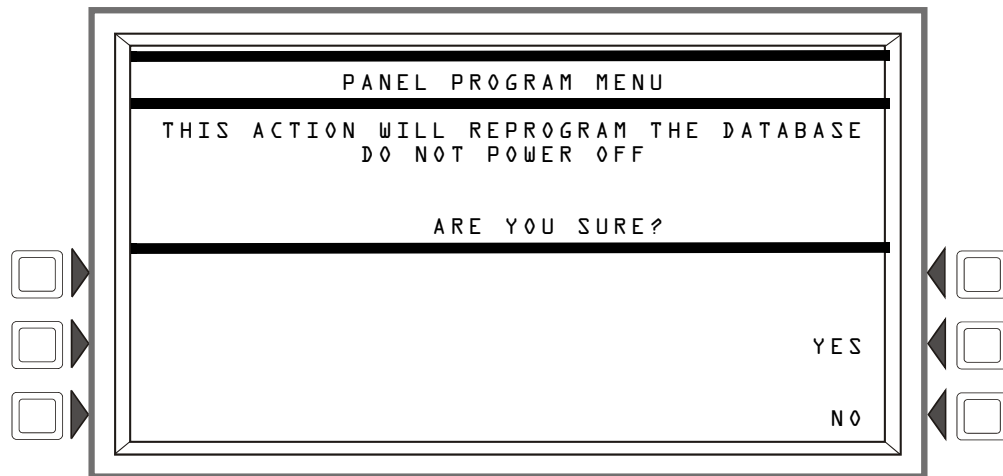 PANEL PROGRAM MENU
THIS ACTION WILL REPROGRAM THE DATABASE
DO NOT POWER OFF
ARE YOU SURE?
YES
NO